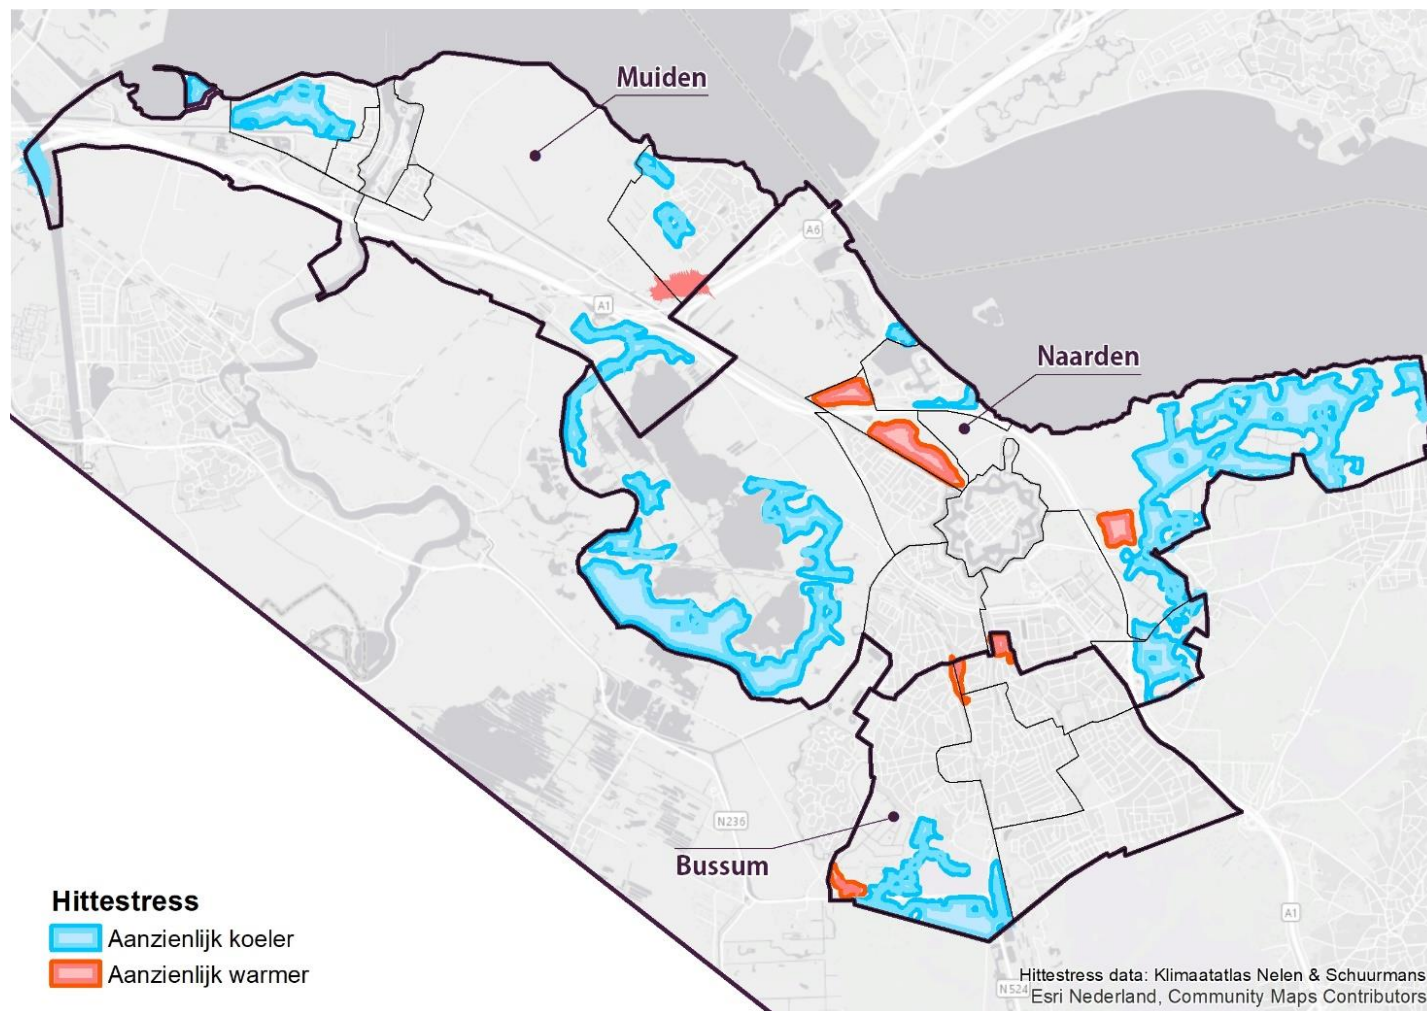 Muiden
A6
A1
Naarden
N236
Bussum
Hittestress
Aanzienlijk koeler
Aanzienlijk warmer
A1
N524
Hittestress data: Klimaatatlas Nelen & Schuurmans
Esri Nederland, Community Maps Contributors